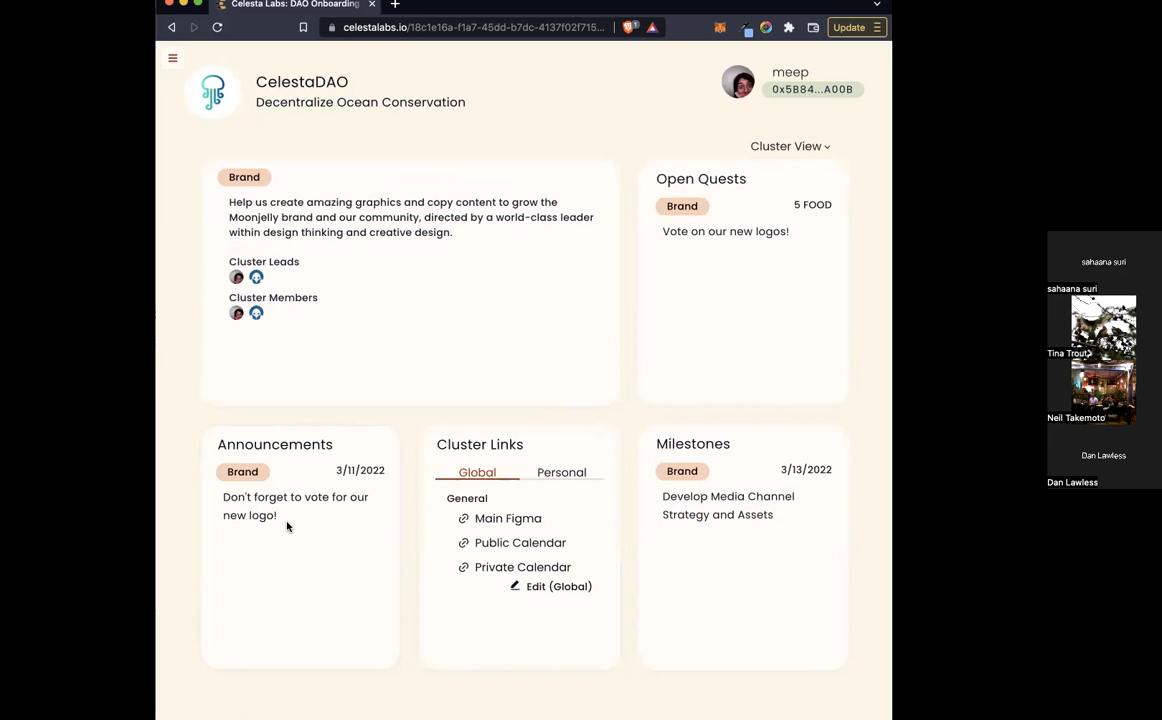 Celesta Labs: DAO Onboarding
celestalabs.io/18c1e16a-f1a7-45dd-b7dc-4137f02f715...
1
Update
CelestaDAO
Decentralize Ocean Conservation
meep
0x5B84...A00B
Cluster View
Brand
Help us create amazing graphics and copy content to grow the
Moonjelly brand and our community, directed by a world-class leader
within design thinking and creative design.
Cluster Leads
Cluster Members
Open Quests
Brand
5 FOOD
Vote on our new logos!
Announcements
Brand
3/11/2022
Don't forget to vote for our
new logo!
Cluster Links
Global
Personal
General
Main Figma
Public Calendar
Private Calendar
Edit (Global)
Milestones
Brand
3/13/2022
Develop Media Channel
Strategy and Assets
sahaana suri
sahaana suri
Tina Trout
Neil Takemoto
Dan Lawless
Dan Lawless